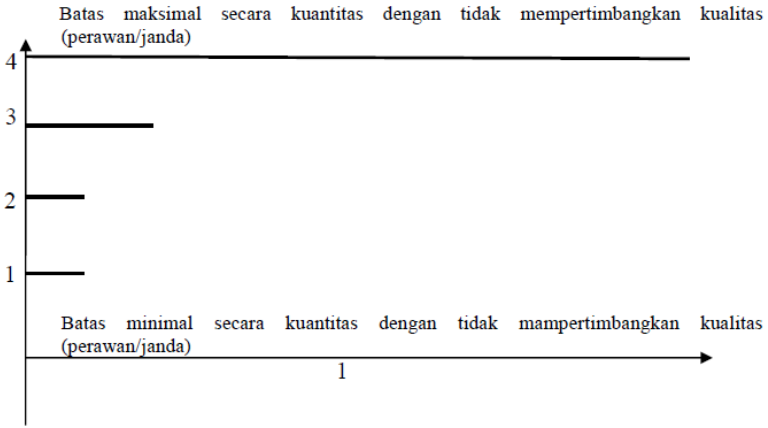 Batas maksimal secara kuantitas dengan tidak mempertimbangkan kualitas
(perawan/janda)
4
3
2
1
Batas minimal secara kuantitas dengan tidak mampertimbangkan kualitas
(perawan/janda)
1